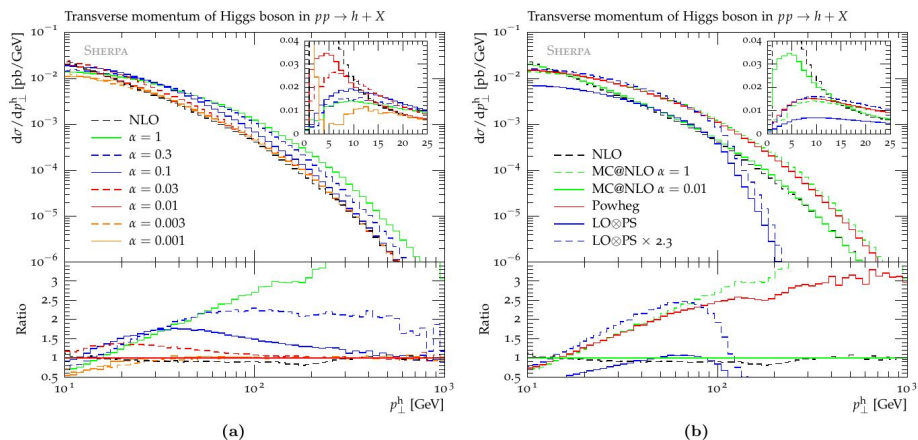 Transverse momentum of Higgs boson in pp → h + X
SHERPA
dσ/dp⊥ʰ [pb/GeV]
10⁻¹
10⁻²
10⁻³
10⁻⁴
10⁻⁵
10⁻⁶
NLO
α = 1
α = 0.3
α = 0.1
α = 0.03
α = 0.01
α = 0.003
α = 0.001
0.04
0.03
0.02
0.01
0
0 5 10 15 20 25
Ratio
3
2.5
2
1.5
1
0.5
10¹ 10² 10³
p⊥ʰ [GeV]
(a)
Transverse momentum of Higgs boson in pp → h + X
SHERPA
dσ/dp⊥ʰ [pb/GeV]
10⁻¹
10⁻²
10⁻³
10⁻⁴
10⁻⁵
10⁻⁶
NLO
MC@NLO α = 1
MC@NLO α = 0.01
Powheg
LO⊗PS
LO⊗PS × 2.3
0.04
0.03
0.02
0.01
0
0 5 10 15 20 25
Ratio
3
2.5
2
1.5
1
0.5
10¹ 10² 10³
p⊥ʰ [GeV]
(b)